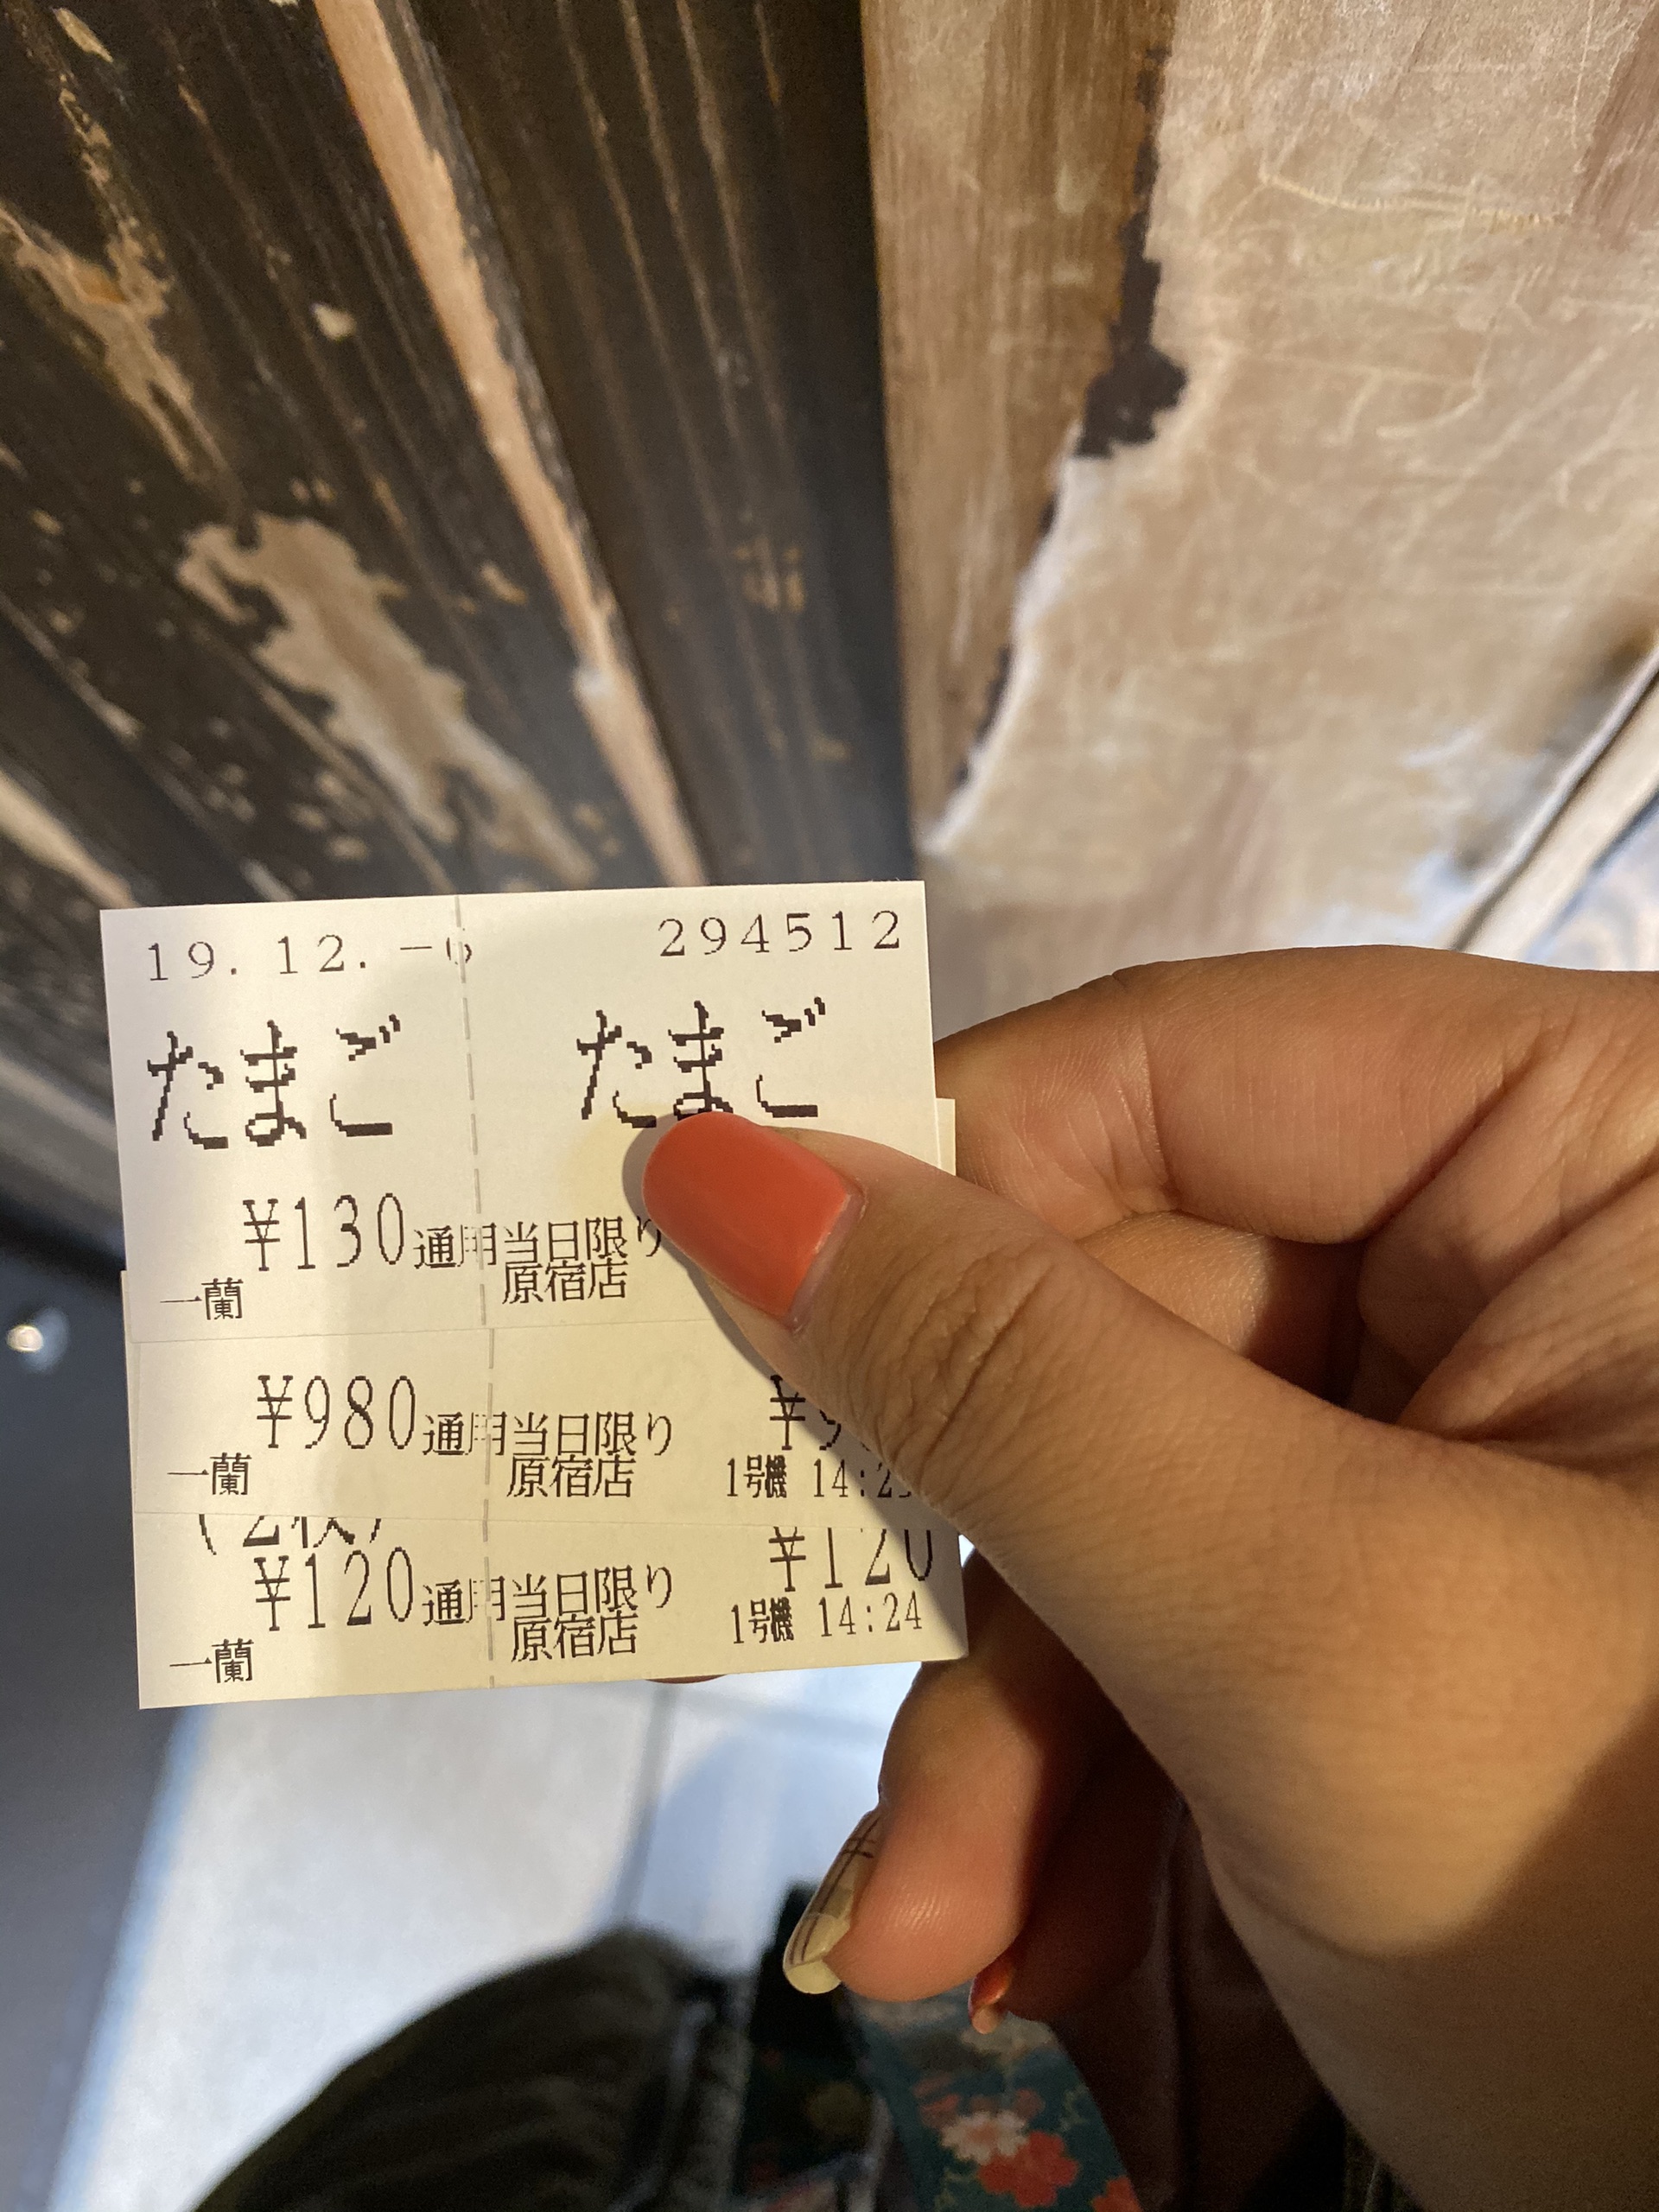 19. 12. -6 294512
たまご たまご
¥130 通用当日限り
一蘭 原宿店
¥980 通用当日限り
一蘭 原宿店 1号機
(2枚)
¥120 通用当日限り ¥120
一蘭 原宿店 1号機 14:24